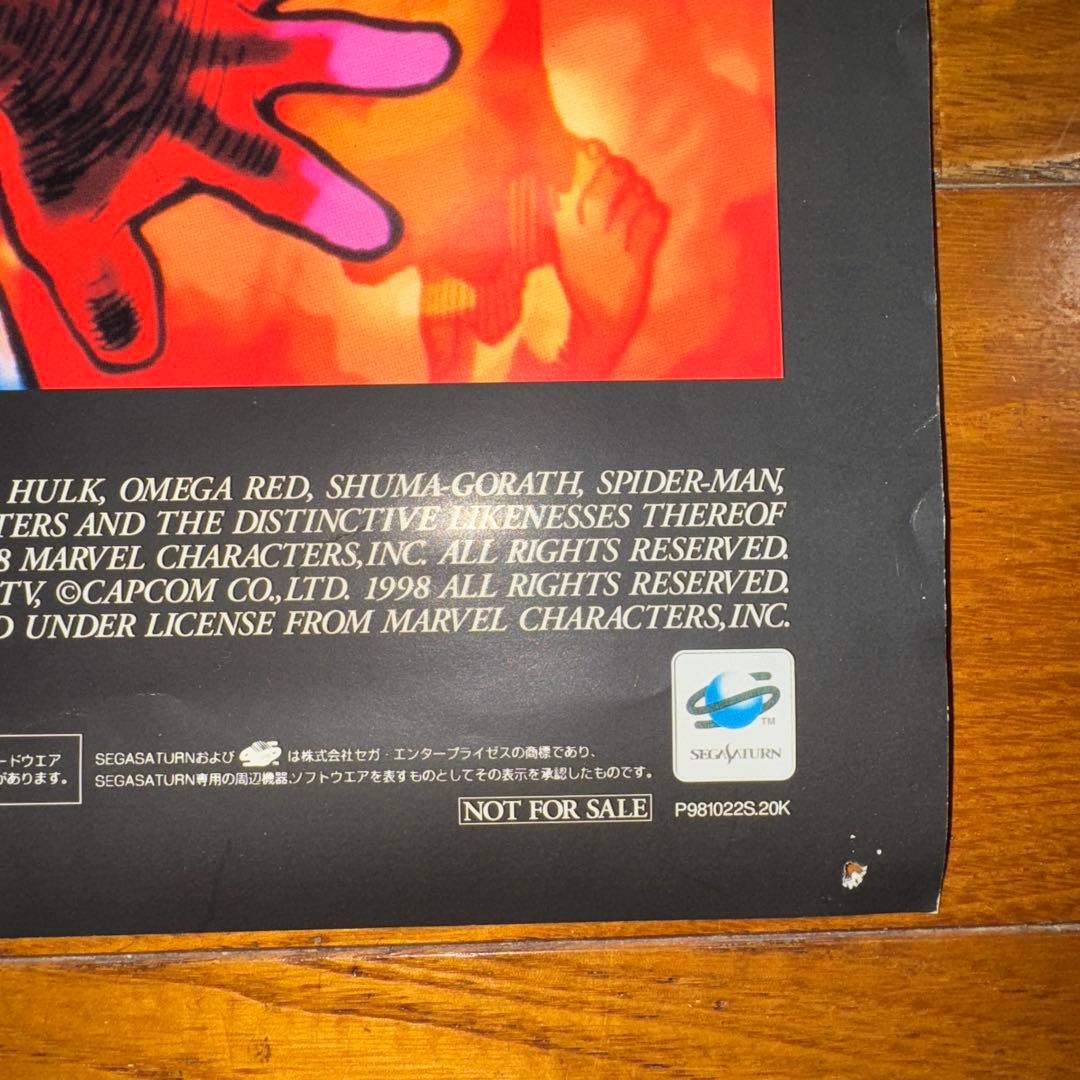 HULK, OMEGA RED, SHUMA-GORATH, SPIDER-MAN,
TERS AND THE DISTINCTIVE LIKENESSES THEREOF
8 MARVEL CHARACTERS, INC. ALL RIGHTS RESERVED.
TV, ©CAPCOM CO., LTD. 1998 ALL RIGHTS RESERVED.
D UNDER LICENSE FROM MARVEL CHARACTERS, INC.
TM
SEGASATURN
ードウエア
があります。
SEGASATURNおよび は株式会社セガ・エンタープライゼスの商標であり、
SEGASATURN専用の周辺機器、ソフトウエアを表すものとしてその表示を承認したものです。
NOT FOR SALE
P981022S.20K